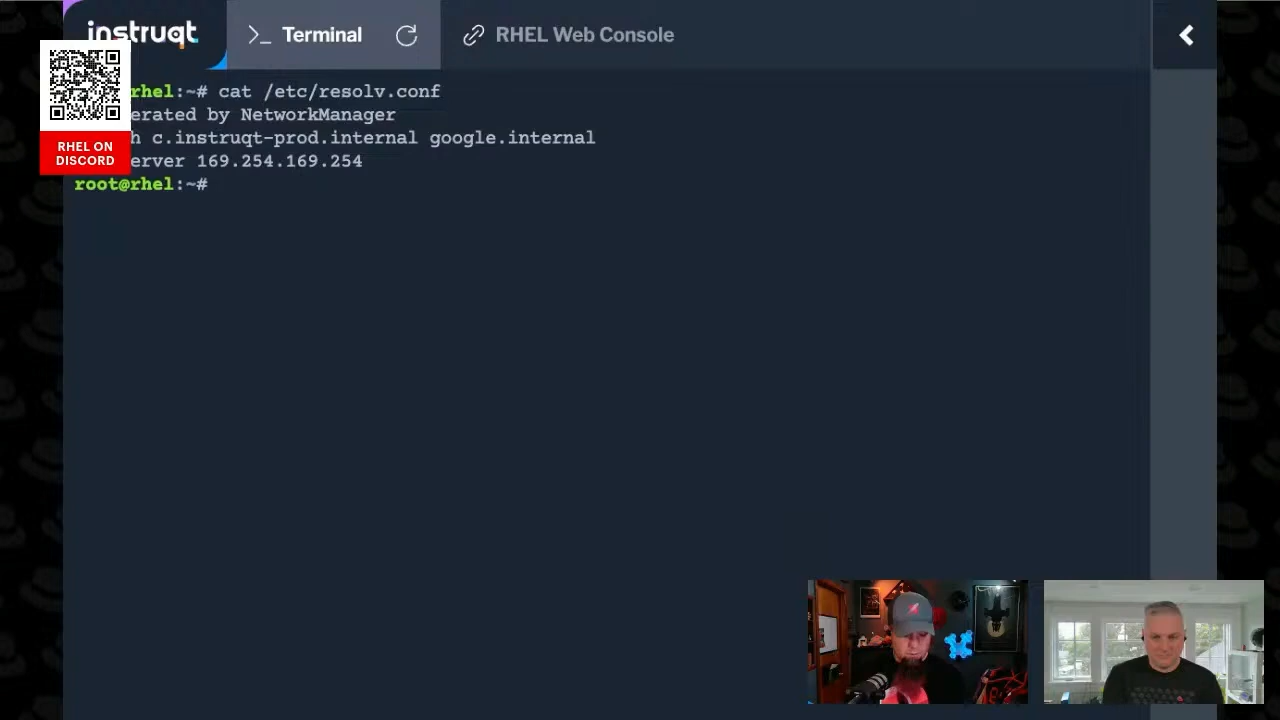 instruqt
>_ Terminal
RHEL Web Console
rhel:~# cat /etc/resolv.conf
erated by NetworkManager
h c.instruqt-prod.internal google.internal
erver 169.254.169.254
root@rhel:~#
RHEL ON
DISCORD